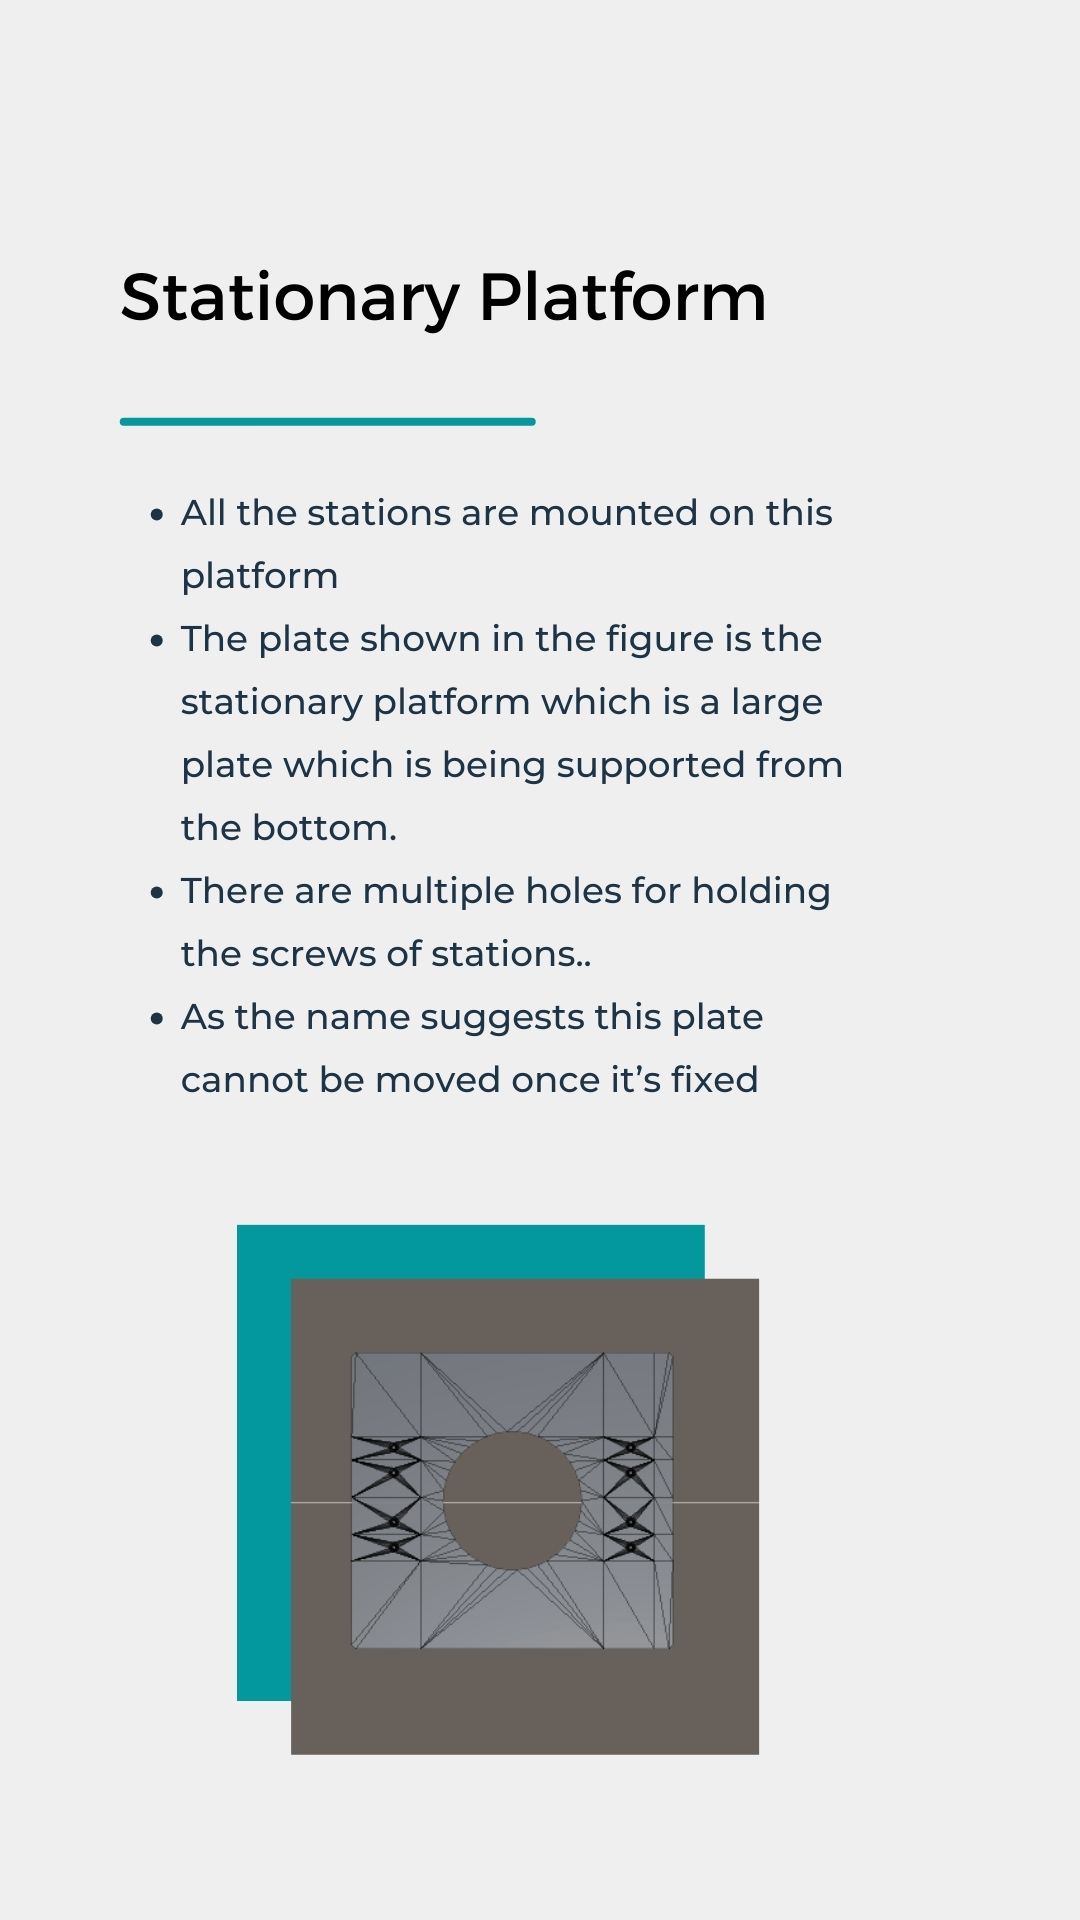 Stationary Platform
• All the stations are mounted on this
platform
• The plate shown in the figure is the
stationary platform which is a large
plate which is being supported from
the bottom.
• There are multiple holes for holding
the screws of stations..
• As the name suggests this plate
cannot be moved once it’s fixed